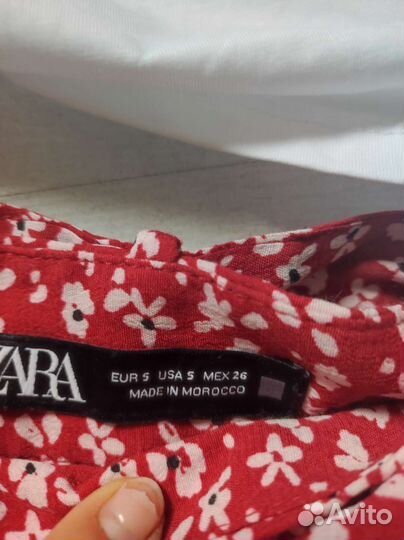 ZARA
EUR S USA S MEX 26
MADE IN MOROCCO
Avito